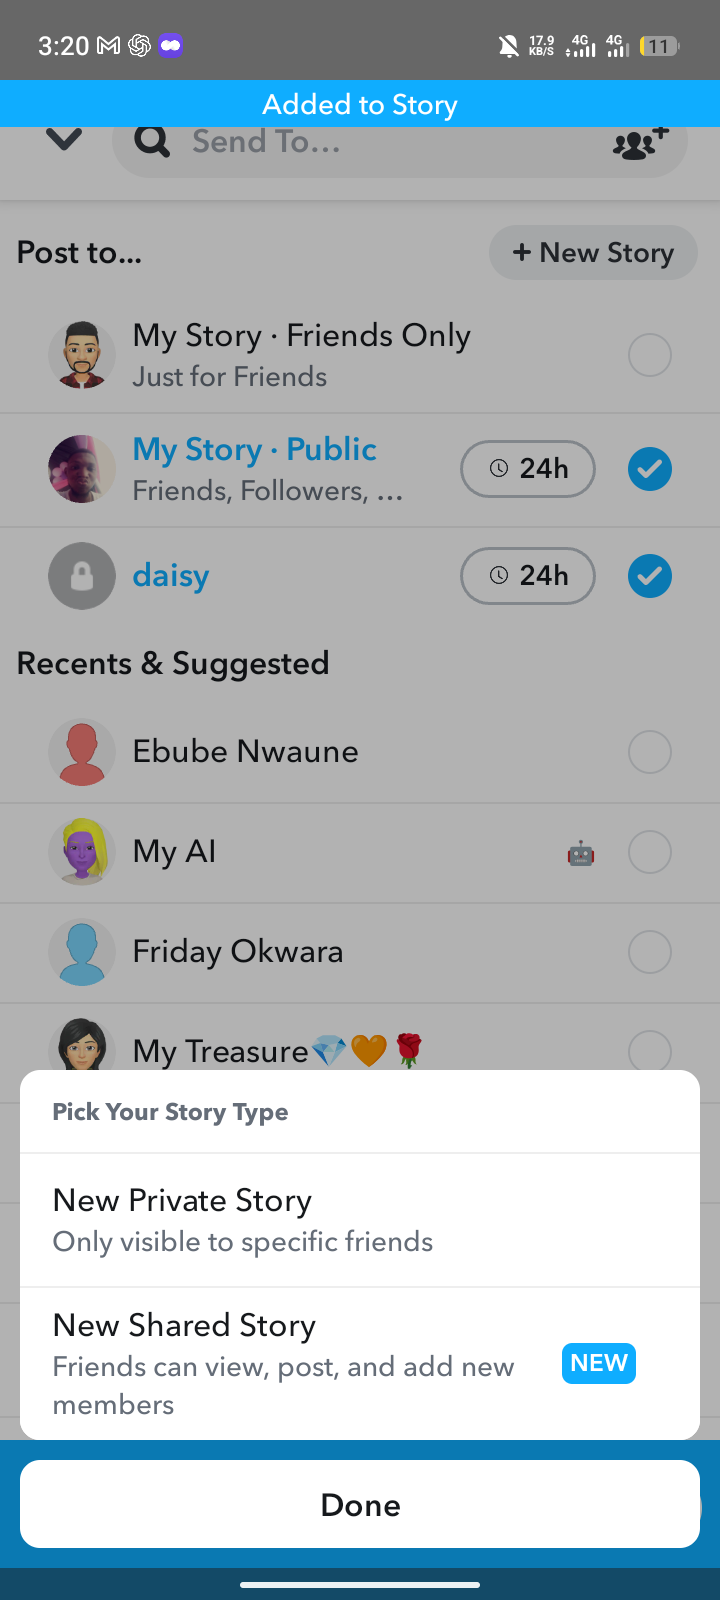 3:20
17.9
KB/S
4G
4G
11
Added to Story
Send To...
Post to...
+ New Story
My Story · Friends Only
Just for Friends
My Story · Public
Friends, Followers, ...
24h
daisy
24h
Recents & Suggested
Ebube Nwaune
My AI
Friday Okwara
My Treasure💎🧡🌹
Pick Your Story Type
New Private Story
Only visible to specific friends
New Shared Story
Friends can view, post, and add new
members
NEW
Done